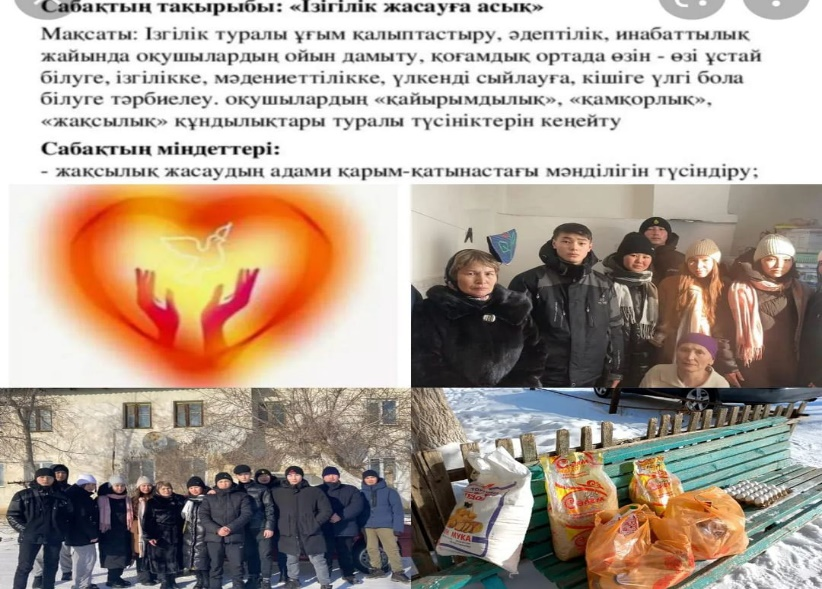 Сабақтың тақырыбы: «Ізігілік жасауға асық»
Мақсаты: Ізгілік туралы ұғым қалыптастыру, әдептілік, инабаттылық
жайында оқушылардың ойын дамыту, қоғамдық ортада өзін - өзі ұстай
білуге, ізгілікке, мәдениеттілікке, үлкенді сыйлауға, кішіге үлгі бола
білуге тәрбиелеу. оқушылардың «қайырымдылық», «қамқорлық»,
«жақсылық» құндылықтары туралы түсініктерін кеңейту
Сабақтың міндеттері:
- жақсылық жасаудың адами қарым-қатынастағы мәнділігін түсіндіру;
МУКА